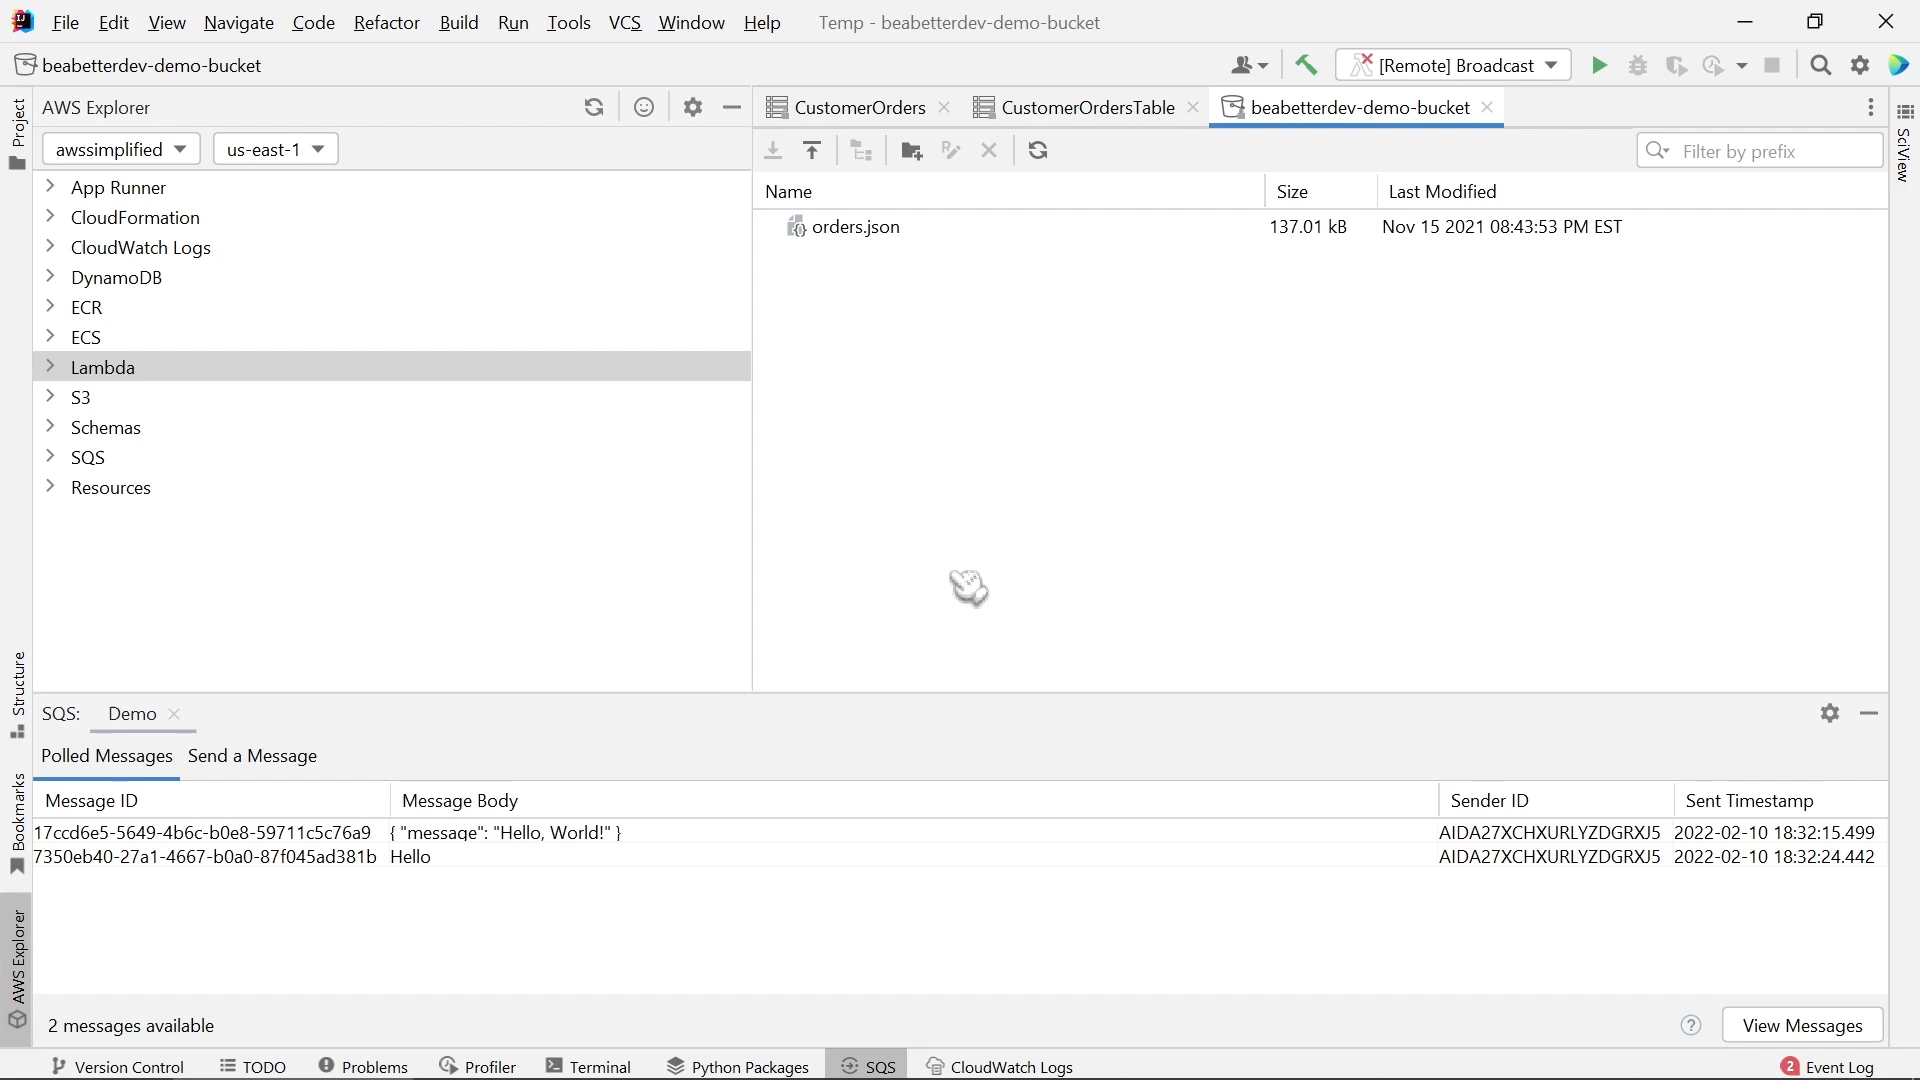 File Edit View Navigate Code Refactor Build Run Tools VCS Window Help Temp - beabetterdev-demo-bucket
beabetterdev-demo-bucket
[Remote] Broadcast
Project
AWS Explorer
CustomerOrders
CustomerOrdersTable
beabetterdev-demo-bucket
SciView
awssimplified
us-east-1
Filter by prefix
App Runner
CloudFormation
CloudWatch Logs
DynamoDB
ECR
ECS
Lambda
S3
Schemas
SQS
Resources
Name Size Last Modified
orders.json 137.01 kB Nov 15 2021 08:43:53 PM EST
Structure
Bookmarks
AWS Explorer
SQS: Demo
Polled Messages Send a Message
Message ID Message Body Sender ID Sent Timestamp
17ccd6e5-5649-4b6c-b0e8-59711c5c76a9 { "message": "Hello, World!" } AIDA27XCHXURLYZDGRXJ5 2022-02-10 18:32:15.499
7350eb40-27a1-4667-b0a0-87f045ad381b Hello AIDA27XCHXURLYZDGRXJ5 2022-02-10 18:32:24.442
2 messages available
View Messages
Version Control TODO Problems Profiler Terminal Python Packages SQS CloudWatch Logs 2 Event Log